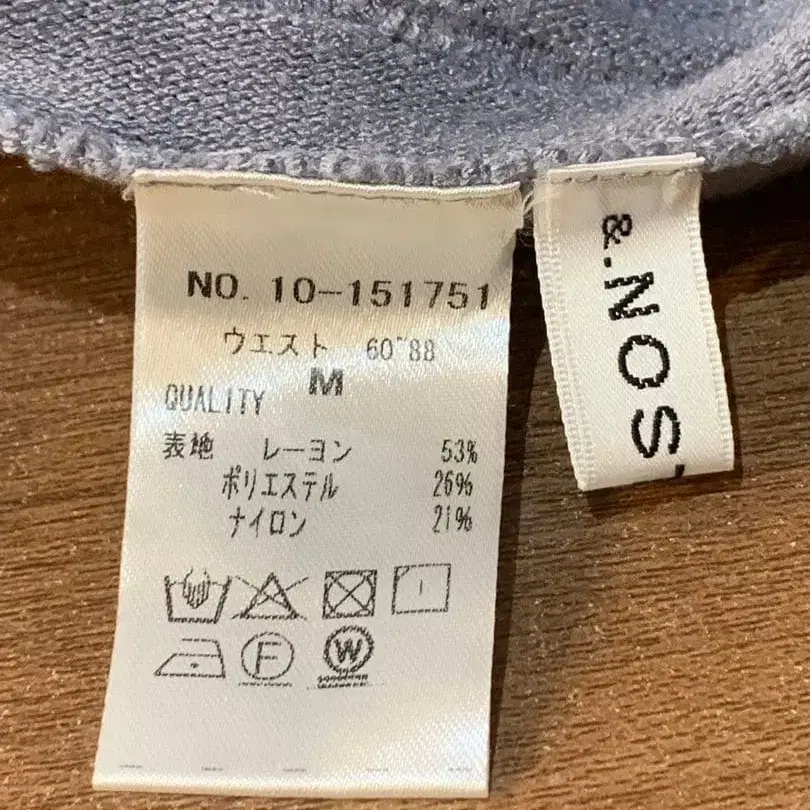 NO. 10-151751
ウエスト 60~88
M
QUALITY
表地 レーヨン 53%
ポリエステル 26%
ナイロン 21%
F
W
&.NOST